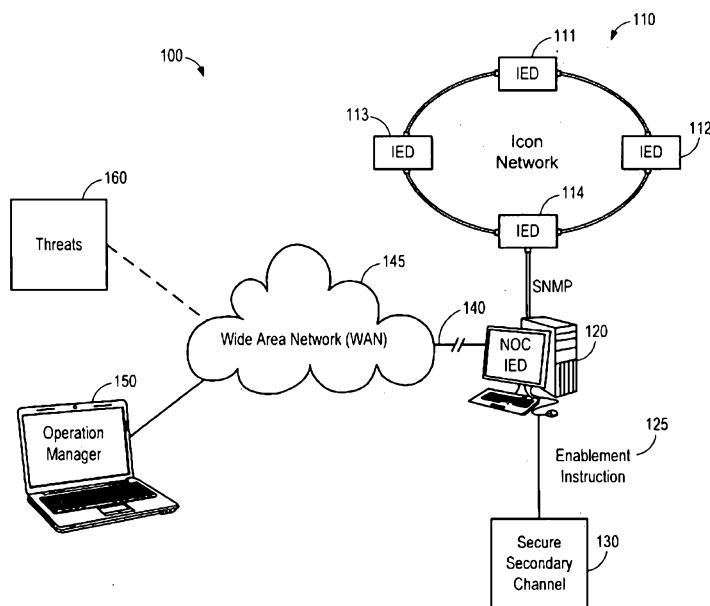 100
111
110
IED
113
IED
Icon
Network
IED
112
114
IED
160
Threats
SNMP
145
Wide Area Network (WAN)
140
NOC
IED
120
150
Operation
Manager
Enablement
Instruction
125
Secure
Secondary
Channel
130